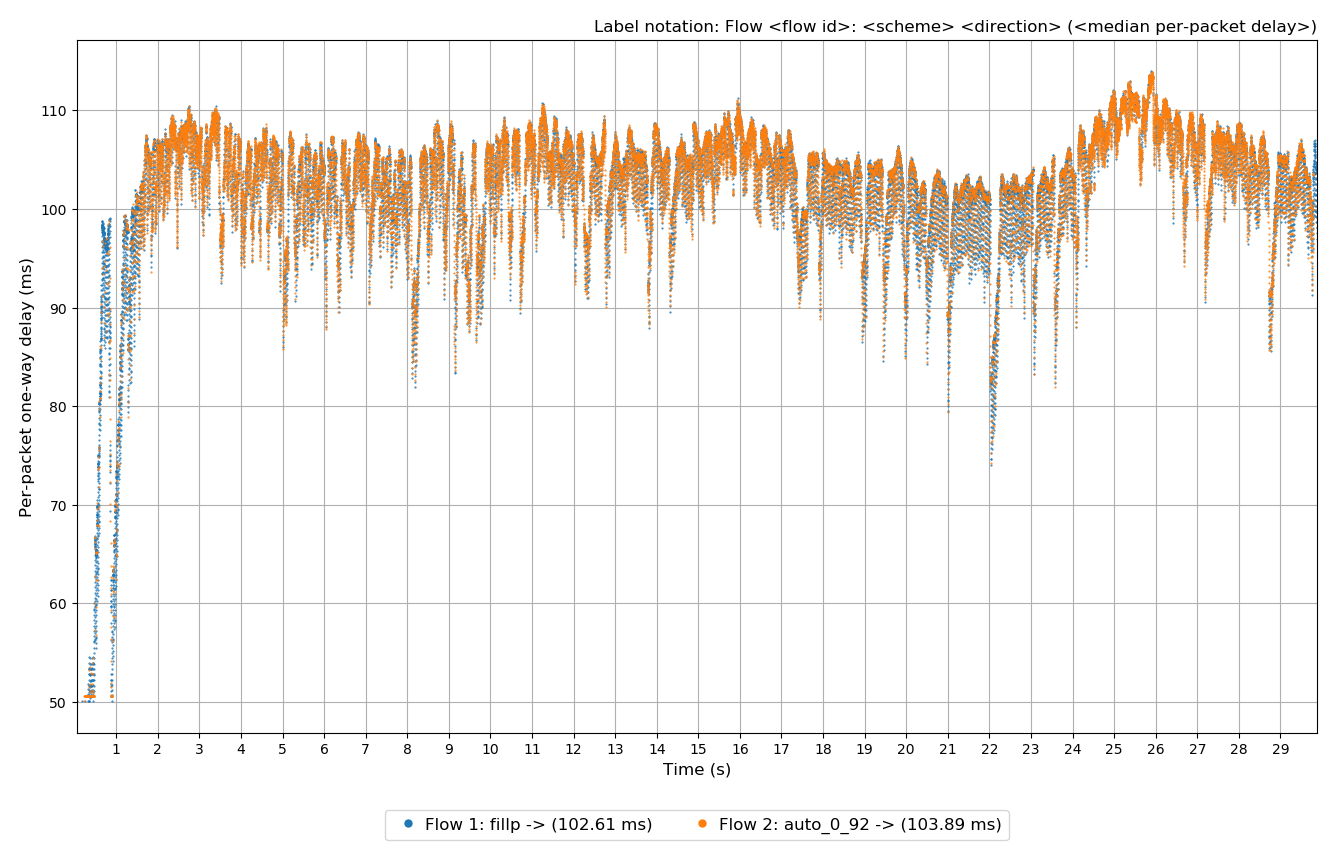 Label notation: Flow <flow id>: <scheme> <direction> (<median per-packet delay>)
Per-packet one-way delay (ms)
110
100
90
80
70
60
50
1 2 3 4 5 6 7 8 9 10 11 12 13 14 15 16 17 18 19 20 21 22 23 24 25 26 27 28 29
Time (s)
Flow 1: fillp -> (102.61 ms) Flow 2: auto_0_92 -> (103.89 ms)